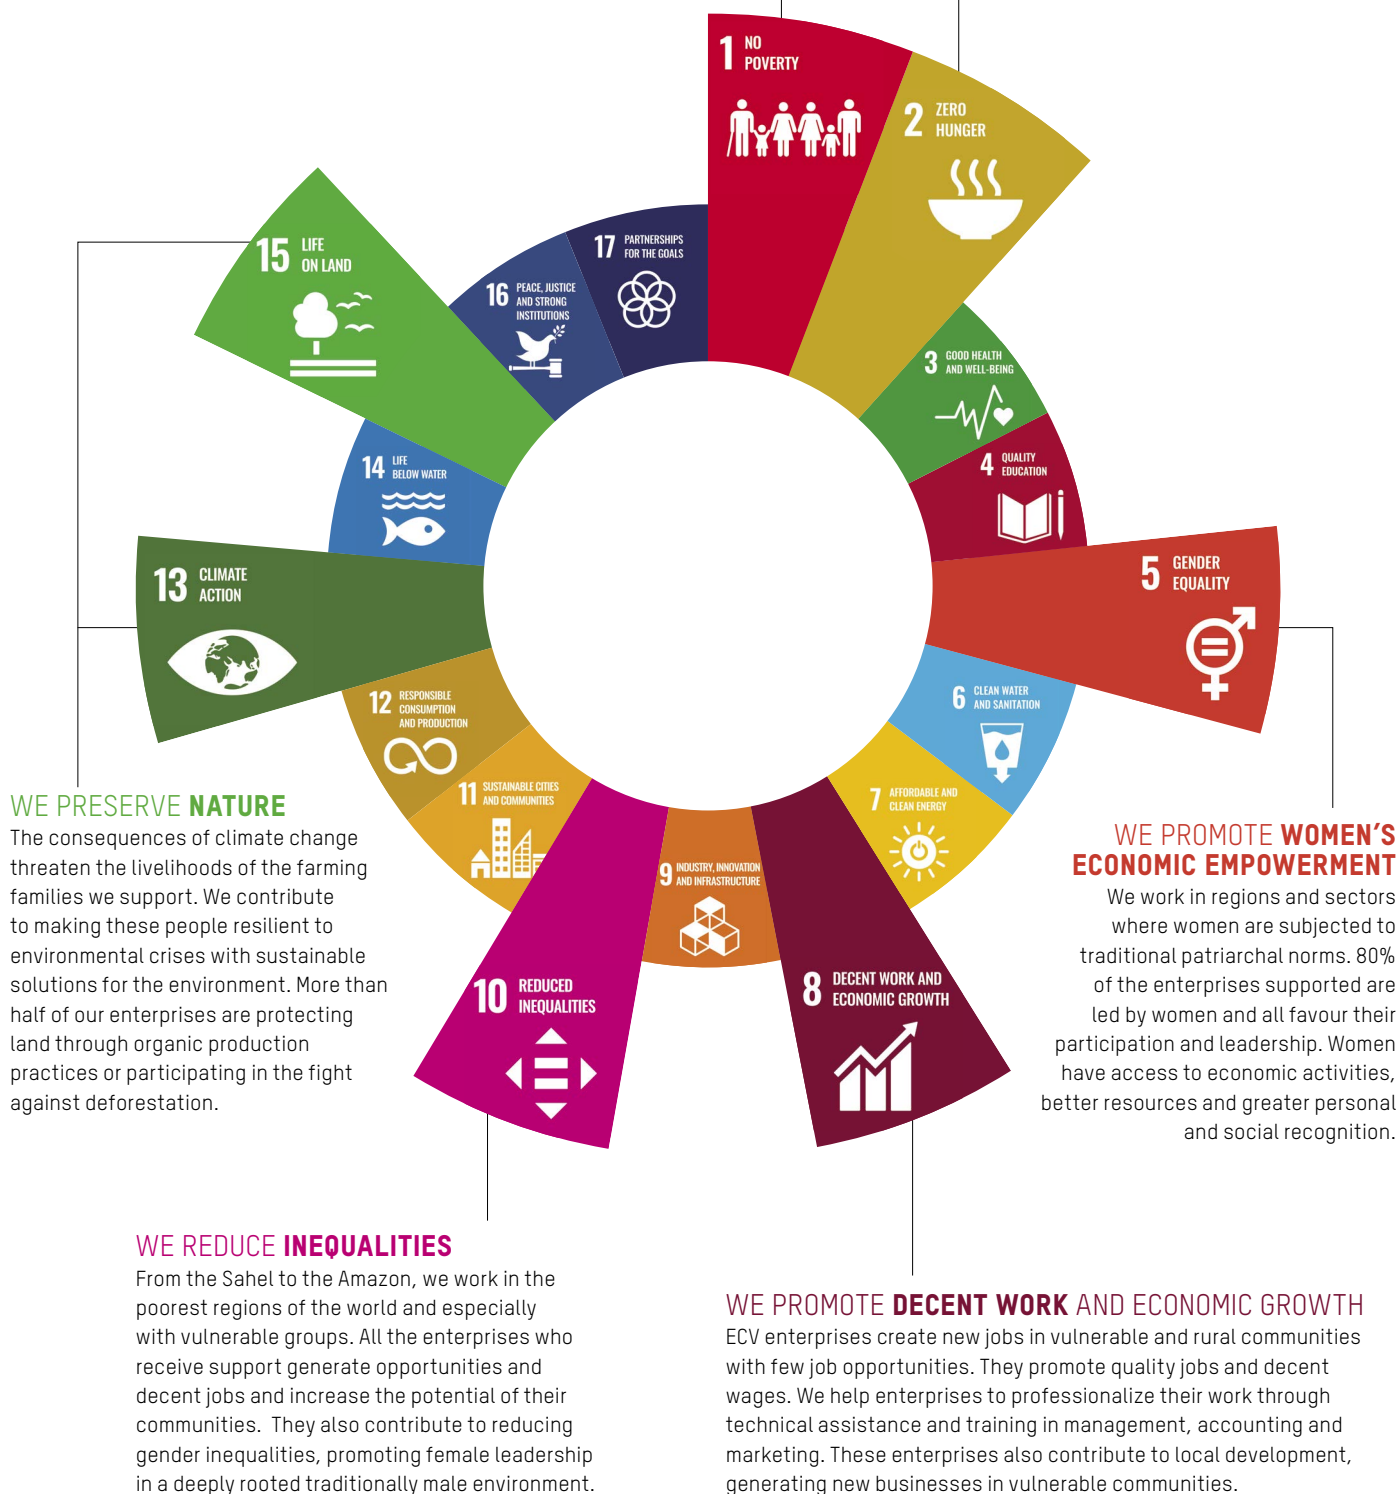 1 NO
POVERTY
2 ZERO
HUNGER
3 GOOD HEALTH
AND WELL-BEING
4 QUALITY
EDUCATION
5 GENDER
EQUALITY
6 CLEAN WATER
AND SANITATION
7 AFFORDABLE AND
CLEAN ENERGY
8 DECENT WORK AND
ECONOMIC GROWTH
9 INDUSTRY, INNOVATION
AND INFRASTRUCTURE
10 REDUCED
INEQUALITIES
11 SUSTAINABLE CITIES
AND COMMUNITIES
12 RESPONSIBLE
CONSUMPTION
AND PRODUCTION
13 CLIMATE
ACTION
14 LIFE
BELOW WATER
15 LIFE
ON LAND
16 PEACE, JUSTICE
AND STRONG
INSTITUTIONS
17 PARTNERSHIPS
FOR THE GOALS
WE PRESERVE NATURE
The consequences of climate change
threaten the livelihoods of the farming
families we support. We contribute
to making these people resilient to
environmental crises with sustainable
solutions for the environment. More than
half of our enterprises are protecting
land through organic production
practices or participating in the fight
against deforestation.
WE PROMOTE WOMEN'S
ECONOMIC EMPOWERMENT
We work in regions and sectors
where women are subjected to
traditional patriarchal norms. 80%
of the enterprises supported are
led by women and all favour their
participation and leadership. Women
have access to economic activities,
better resources and greater personal
and social recognition.
WE REDUCE INEQUALITIES
From the Sahel to the Amazon, we work in the
poorest regions of the world and especially
with vulnerable groups. All the enterprises who
receive support generate opportunities and
decent jobs and increase the potential of their
communities. They also contribute to reducing
gender inequalities, promoting female leadership
in a deeply rooted traditionally male environment.
WE PROMOTE DECENT WORK AND ECONOMIC GROWTH
ECV enterprises create new jobs in vulnerable and rural communities
with few job opportunities. They promote quality jobs and decent
wages. We help enterprises to professionalize their work through
technical assistance and training in management, accounting and
marketing. These enterprises also contribute to local development,
generating new businesses in vulnerable communities.